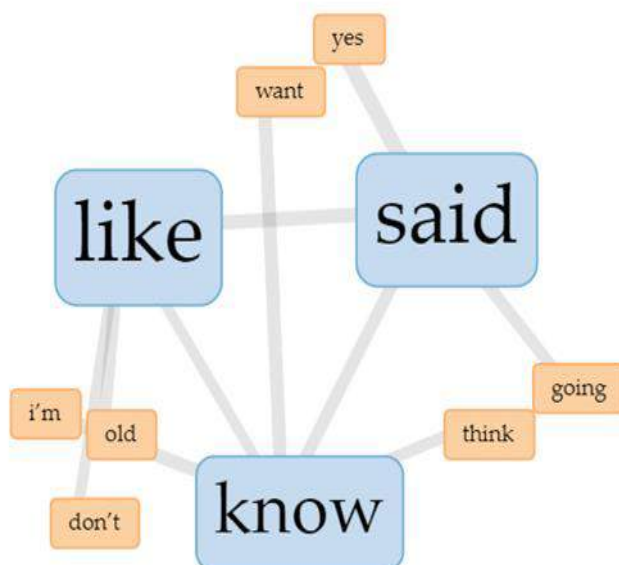 yes
want
like
said
going
i'm
old
think
know
don't